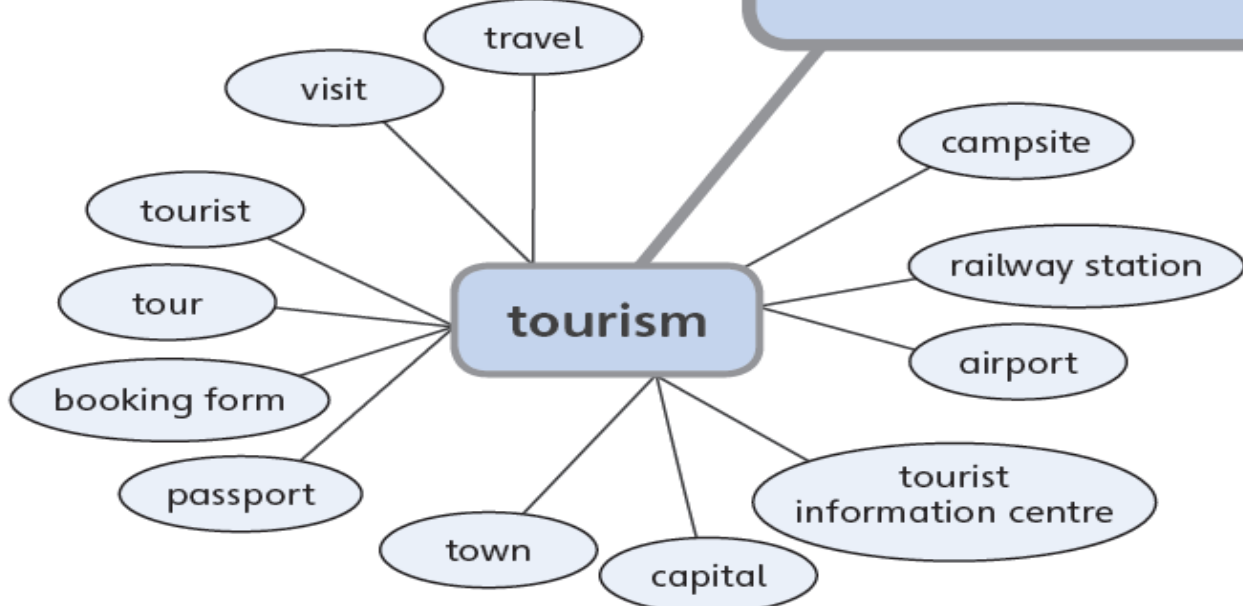 travel
visit
campsite
tourist
railway station
tour
tourism
airport
booking form
passport
tourist
information centre
town
capital